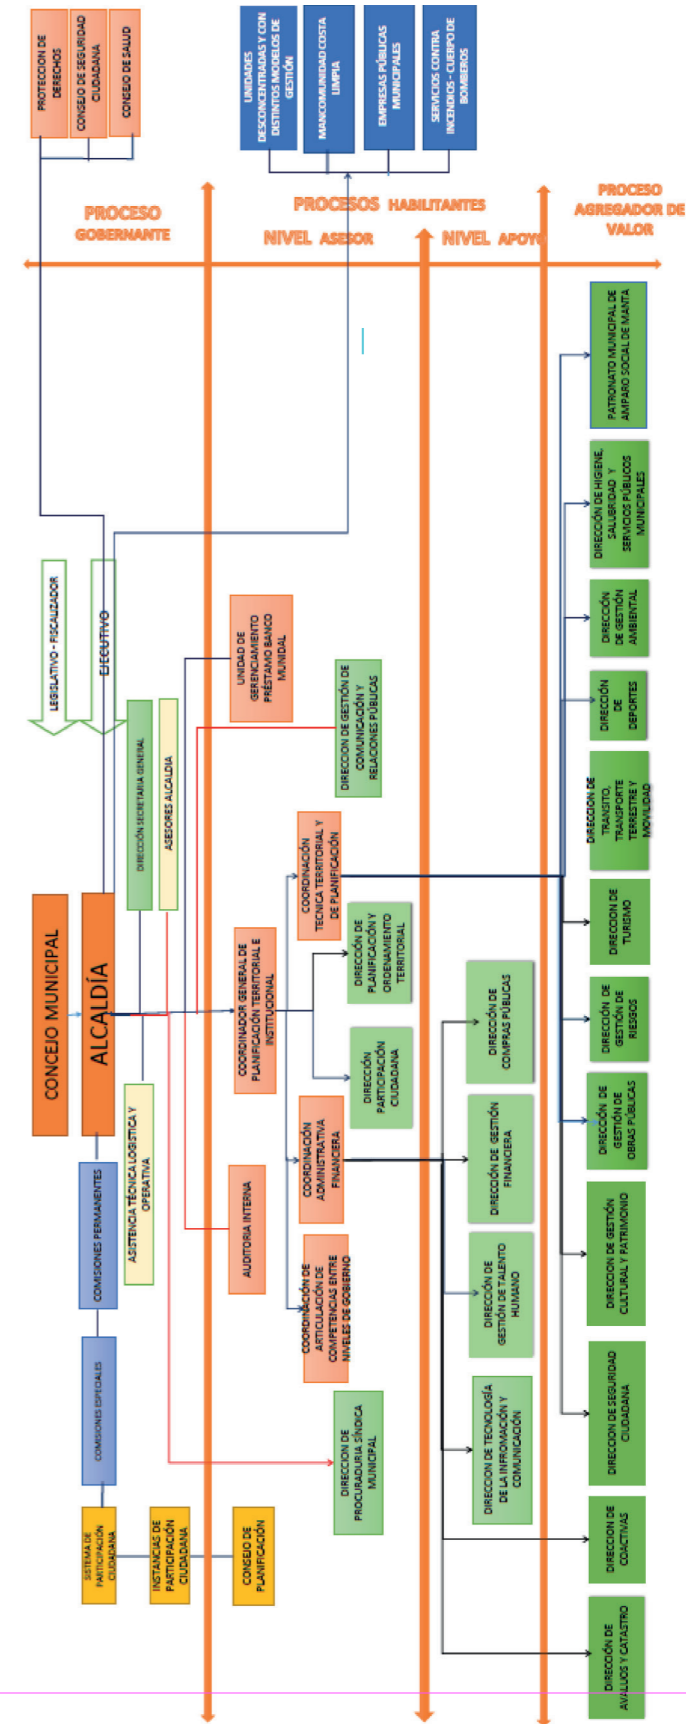 PROTECCION DE
DERECHOS
CONSEJO DE SEGURIDAD
CIUDADANA
CONSEJO DE SALUD
UNIDADES
DESCONCENTRADAS Y CON
DISTINTOS MODELOS DE
GESTIÓN
MANCOMUNIDAD COSTA
LIMPIA
EMPRESAS PÚBLICAS
MUNICIPALES
SERVICIOS CONTRA
INCENDIOS - CUERPO DE
BOMBEROS
PROCESO
GOBERNANTE
PROCESOS HABILITANTES
NIVEL ASESOR
NIVEL APOYO
PROCESO
AGREGADOR DE
VALOR
LEGISLATIVO - FISCALIZADOR
EJECUTIVO
CONCEJO MUNICIPAL
ALCALDÍA
DIRECCIÓN SECRETARIA GENERAL
ASESORES ALCALDIA
COMISIONES PERMANENTES
COMISIONES ESPECIALES
ASISTENCIA TÉCNICA LOGISTICA Y
OPERATIVA
SISTEMA DE
PARTICIPACIÓN
CIUDADANA
INSTANCIAS DE
PARTICIPACIÓN
CIUDADANA
CONSEJO DE
PLANIFICACIÓN
UNIDAD DE
GERENCIAMIENTO
PRÉSTAMO BANCO
MUNIDAL
AUDITORIA INTERNA
DIRECCION DE GESTIÓN DE
COMUNICACIÓN Y
RELACIONES PÚBLICAS
DIRECCION DE
PROCURADURIA SÍNDICA
MUNICIPAL
COORDINADOR GENERAL DE
PLANIFICACIÓN TERRITORIAL E
INSTITUCIONAL
COORDINACIÓN DE
ARTICULACIÓN DE
COMPETENCIAS ENTRE
NIVELES DE GOBIERNO
COORDINACION
ADMINISTRATIVA
FINANCIERA
COORDINACIÓN
TECNICA TERRITORIAL Y
DE PLANIFICACIÓN
DIRECCIÓN
PARTICIPACIÓN
CIUDADANA
DIRECCIÓN DE
PLANIFICACIÓN Y
ORDENAMIENTO
TERRITORIAL
DIRECCION DE TECNOLOGÍA
DE LA INFROMACIÓN Y
COMUNICACIÓN
DIRECCIÓN DE
GESTIÓN DE TALENTO
HUMANO
DIRECCIÓN DE GESTIÓN
FINANCIERA
DIRECCIÓN DE
COMPRAS PÚBLICAS
DIRECCIÓN DE
AVALUOS Y CATASTRO
DIRECCION DE
COACTIVAS
DIRECCION DE SEGURIDAD
CIUDADANA
DIRECCION DE GESTIÓN
CULTURAL Y PATRIMONIO
DIRECCIÓN DE
GESTIÓN DE
OBRAS PÚBLICAS
DIRECCIÓN DE
GESTIÓN DE
RIESGOS
DIRECCION DE
TURISMO
DIRECCION DE
TRANSITO,
TRANSPORTE
TERRESTRE Y
MOVILIDAD
DIRECCIÓN
DE
DEPORTES
DIRECCIÓN
DE GESTIÓN
AMBIENTAL
DIRECCIÓN DE HIGIENE,
SALUBRIDAD Y
SERVICIOS PÚBLICOS
MUNICIPALES
PATRONATO MUNICIPAL DE
AMPARO SOCIAL DE MANTA